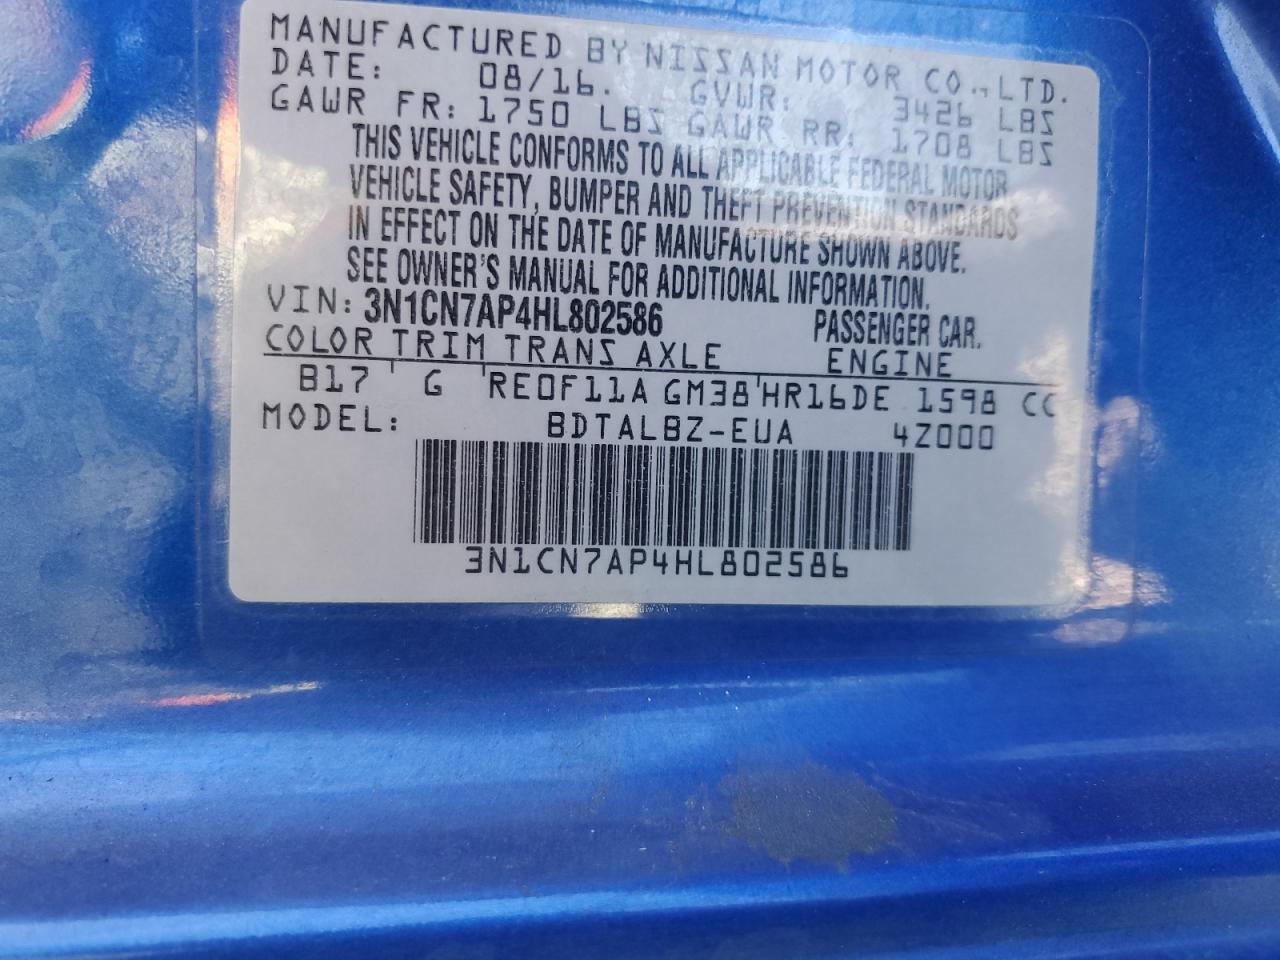 MANUFACTURED BY NISSAN MOTOR CO., LTD.
DATE: 08/16. GVWR: 3426 LBS
GAWR FR: 1750 LBS GAWR RR: 1708 LBS
THIS VEHICLE CONFORMS TO ALL APPLICABLE FEDERAL MOTOR
VEHICLE SAFETY, BUMPER AND THEFT PREVENTION STANDARDS
IN EFFECT ON THE DATE OF MANUFACTURE SHOWN ABOVE.
SEE OWNER'S MANUAL FOR ADDITIONAL INFORMATION.
VIN: 3N1CN7AP4HL802586 PASSENGER CAR.
COLOR TRIM TRANS AXLE ENGINE
B17 G RE0F11A GM38 HR16DE 1598 CC
MODEL: BDTALBZ-EUA 4Z000
3N1CN7AP4HL802586